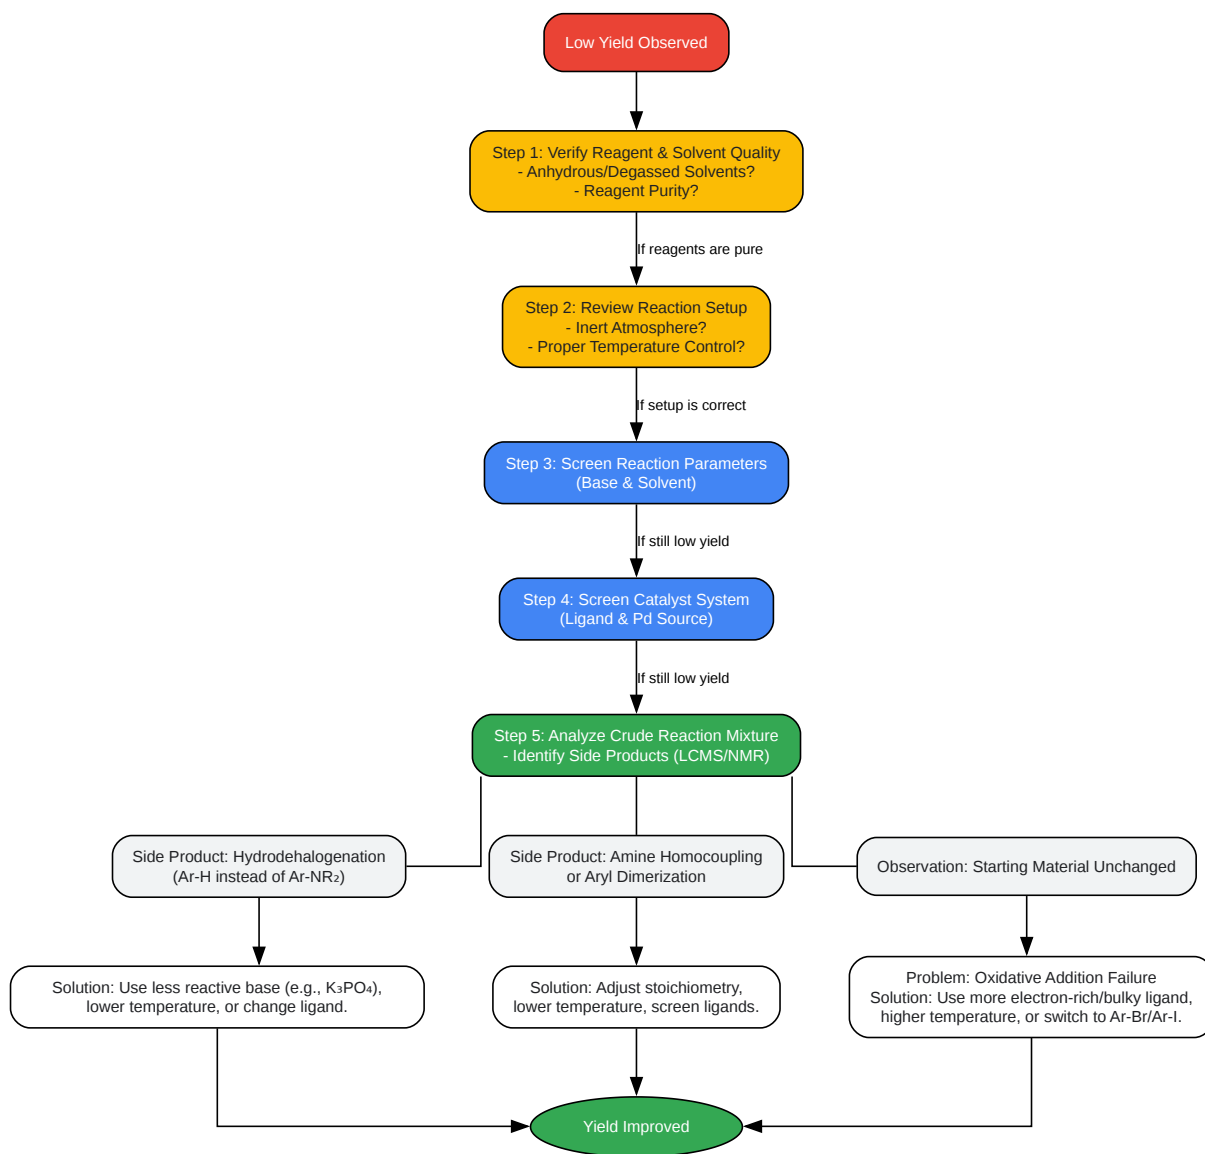 Low Yield Observed
Step 1: Verify Reagent & Solvent Quality
- Anhydrous/Degassed Solvents?
- Reagent Purity?
If reagents are pure
Step 2: Review Reaction Setup
- Inert Atmosphere?
- Proper Temperature Control?
If setup is correct
Step 3: Screen Reaction Parameters
(Base & Solvent)
If still low yield
Step 4: Screen Catalyst System
(Ligand & Pd Source)
If still low yield
Step 5: Analyze Crude Reaction Mixture
- Identify Side Products (LCMS/NMR)
Side Product: Hydrodehalogenation
(Ar-H instead of Ar-NR₂)
Side Product: Amine Homocoupling
or Aryl Dimerization
Observation: Starting Material Unchanged
Solution: Use less reactive base (e.g., K₃PO₄),
lower temperature, or change ligand.
Solution: Adjust stoichiometry,
lower temperature, screen ligands.
Problem: Oxidative Addition Failure
Solution: Use more electron-rich/bulky ligand,
higher temperature, or switch to Ar-Br/Ar-I.
Yield Improved